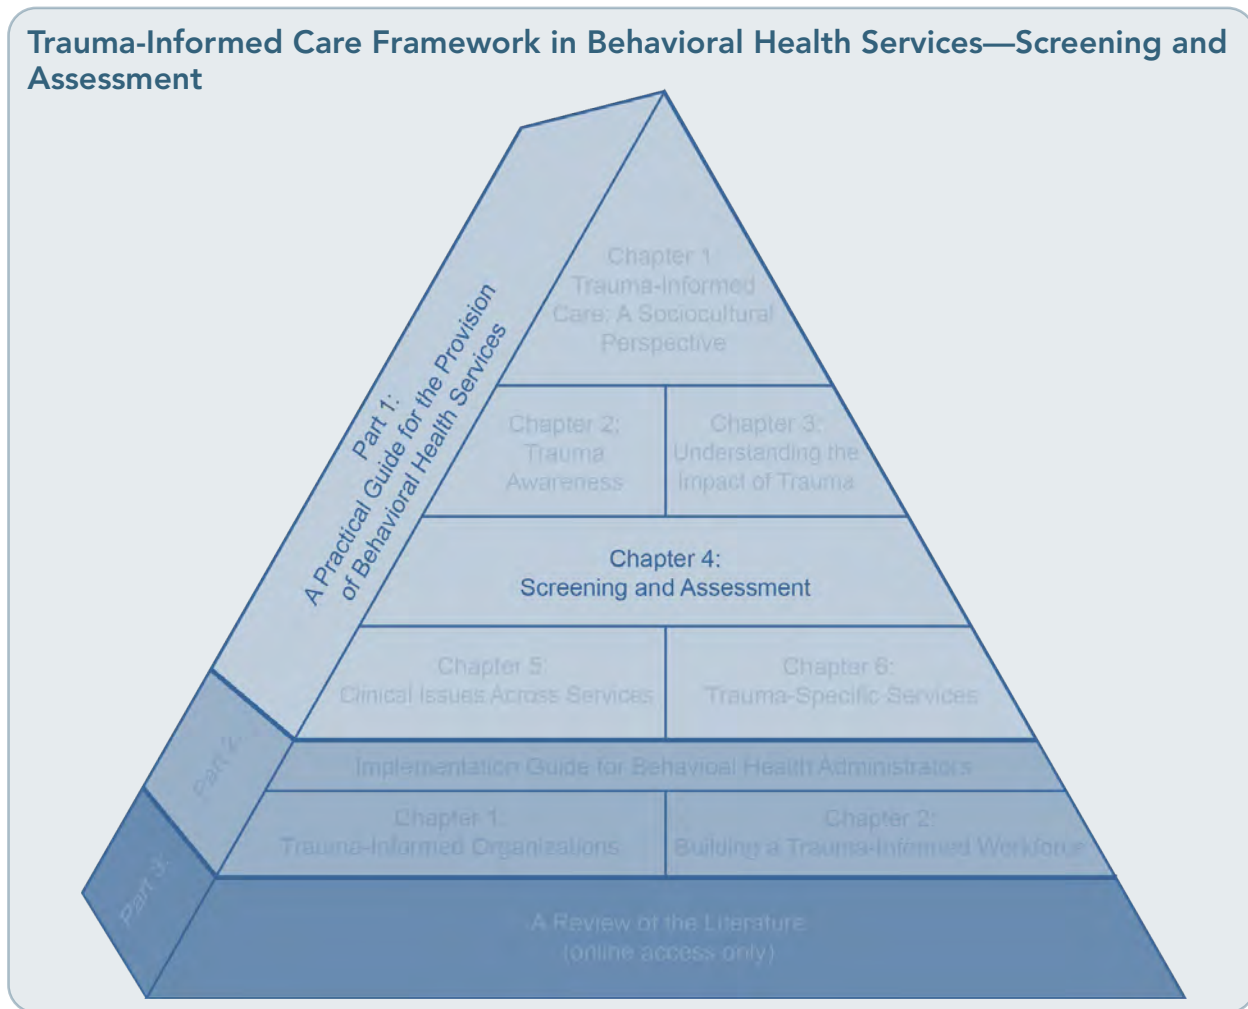 Trauma-Informed Care Framework in Behavioral Health Services—Screening and
Assessment
Part 1:
A Practical Guide for the Provision
of Behavioral Health Services
Chapter 1
Trauma-Informed
Care: A Sociocultural
Perspective
Chapter 2:
Trauma
Awareness
Chapter 3:
Understanding the
Impact of Trauma
Chapter 4:
Screening and Assessment
Chapter 5:
Clinical Issues Across Services
Chapter 6:
Trauma-Specific Services
Part 2:
Implementation Guide for Behavioral Health Administrators
Chapter 1:
Trauma-Informed Organizations
Chapter 2:
Building a Trauma-Informed Workforce
Part 3:
A Review of the Literature
(online access only)